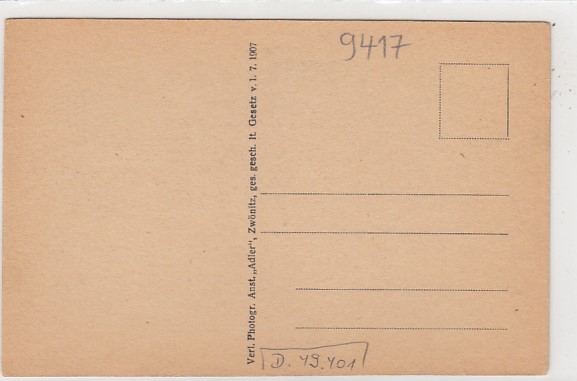 9417
Verl. Photogr. Anst. „Adler“, Zwönitz, ges. gesch. lt. Gesetz v. 1. 7. 1907
D. 49.401